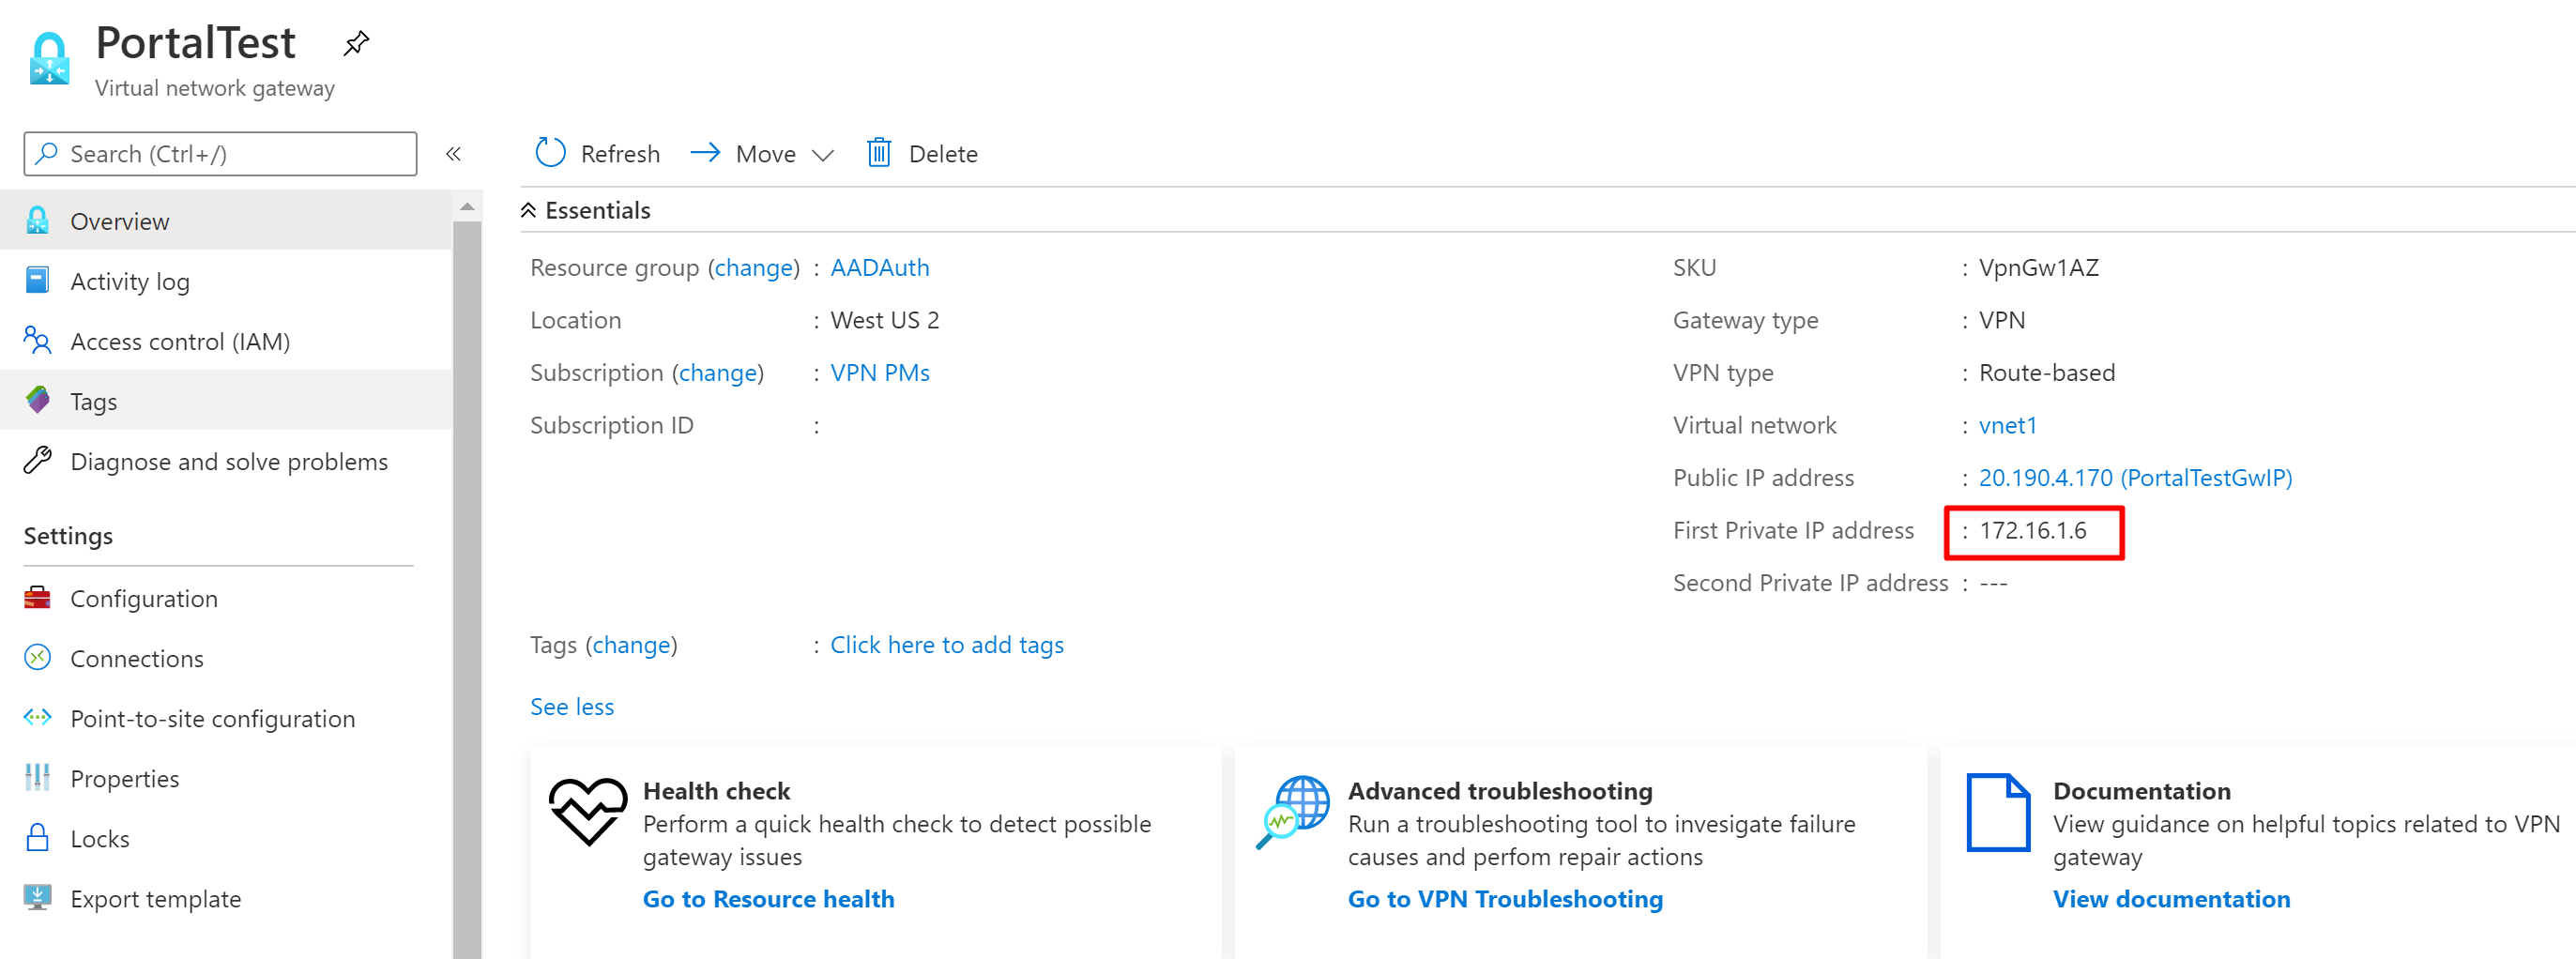 PortalTest
Virtual network gateway
Search (Ctrl+/)
«
Refresh
Move
Delete
Overview
Activity log
Access control (IAM)
Tags
Diagnose and solve problems
Settings
Configuration
Connections
Point-to-site configuration
Properties
Locks
Export template
Essentials
Resource group (change) : AADAuth
Location : West US 2
Subscription (change) : VPN PMs
Subscription ID :
SKU : VpnGw1AZ
Gateway type : VPN
VPN type : Route-based
Virtual network : vnet1
Public IP address : 20.190.4.170 (PortalTestGwIP)
First Private IP address : 172.16.1.6
Second Private IP address : ---
Tags (change) : Click here to add tags
See less
Health check
Perform a quick health check to detect possible
gateway issues
Go to Resource health
Advanced troubleshooting
Run a troubleshooting tool to invesigate failure
causes and perfom repair actions
Go to VPN Troubleshooting
Documentation
View guidance on helpful topics related to VPN
gateway
View documentation